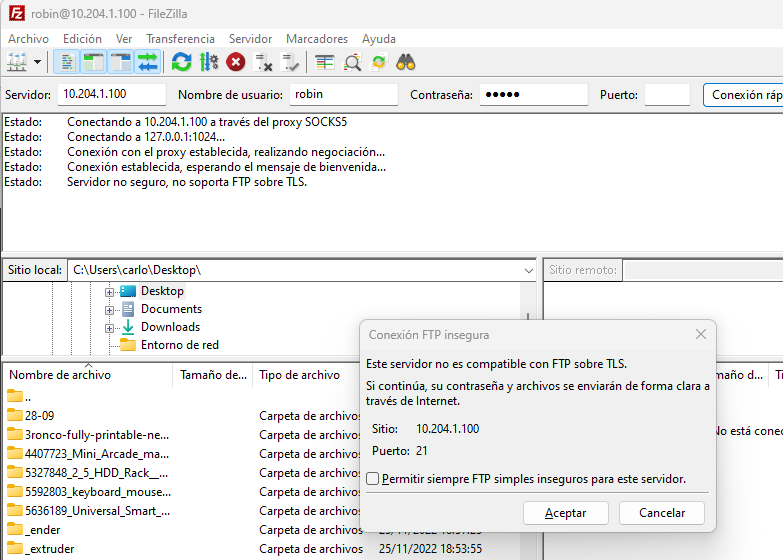 robin@10.204.1.100 - FileZilla
Archivo Edición Ver Transferencia Servidor Marcadores Ayuda
Servidor: 10.204.1.100 Nombre de usuario: robin Contraseña: ●●●●● Puerto: Conexión ráp
Estado: Conectando a 10.204.1.100 a través del proxy SOCKS5
Estado: Conectando a 127.0.0.1:1024...
Estado: Conexión con el proxy establecida, realizando negociación...
Estado: Conexión establecida, esperando el mensaje de bienvenida...
Estado: Servidor no seguro, no soporta FTP sobre TLS.
Sitio local: C:\Users\carlo\Desktop\ Sitio remoto:
Desktop
Documents
Downloads
Entorno de red
Nombre de archivo Tamaño de... Tipo de archivo
..
28-09 Carpeta de archivos
3ronco-fully-printable-ne... Carpeta de archivos
4407723_Mini_Arcade_ma... Carpeta de archivos
5327848_2_5_HDD_Rack__... Carpeta de archivos
5592803_keyboard_mouse... Carpeta de archivos
5636189_Universal_Smart_... Carpeta de archivos
_ender Carpeta de archivos
_extruder Carpeta de archivos 25/11/2022 18:53:55
Conexión FTP insegura
Este servidor no es compatible con FTP sobre TLS.
Si continúa, su contraseña y archivos se enviarán de forma clara a
través de Internet.
Sitio: 10.204.1.100
Puerto: 21
Permitir siempre FTP simples inseguros para este servidor.
Aceptar Cancelar